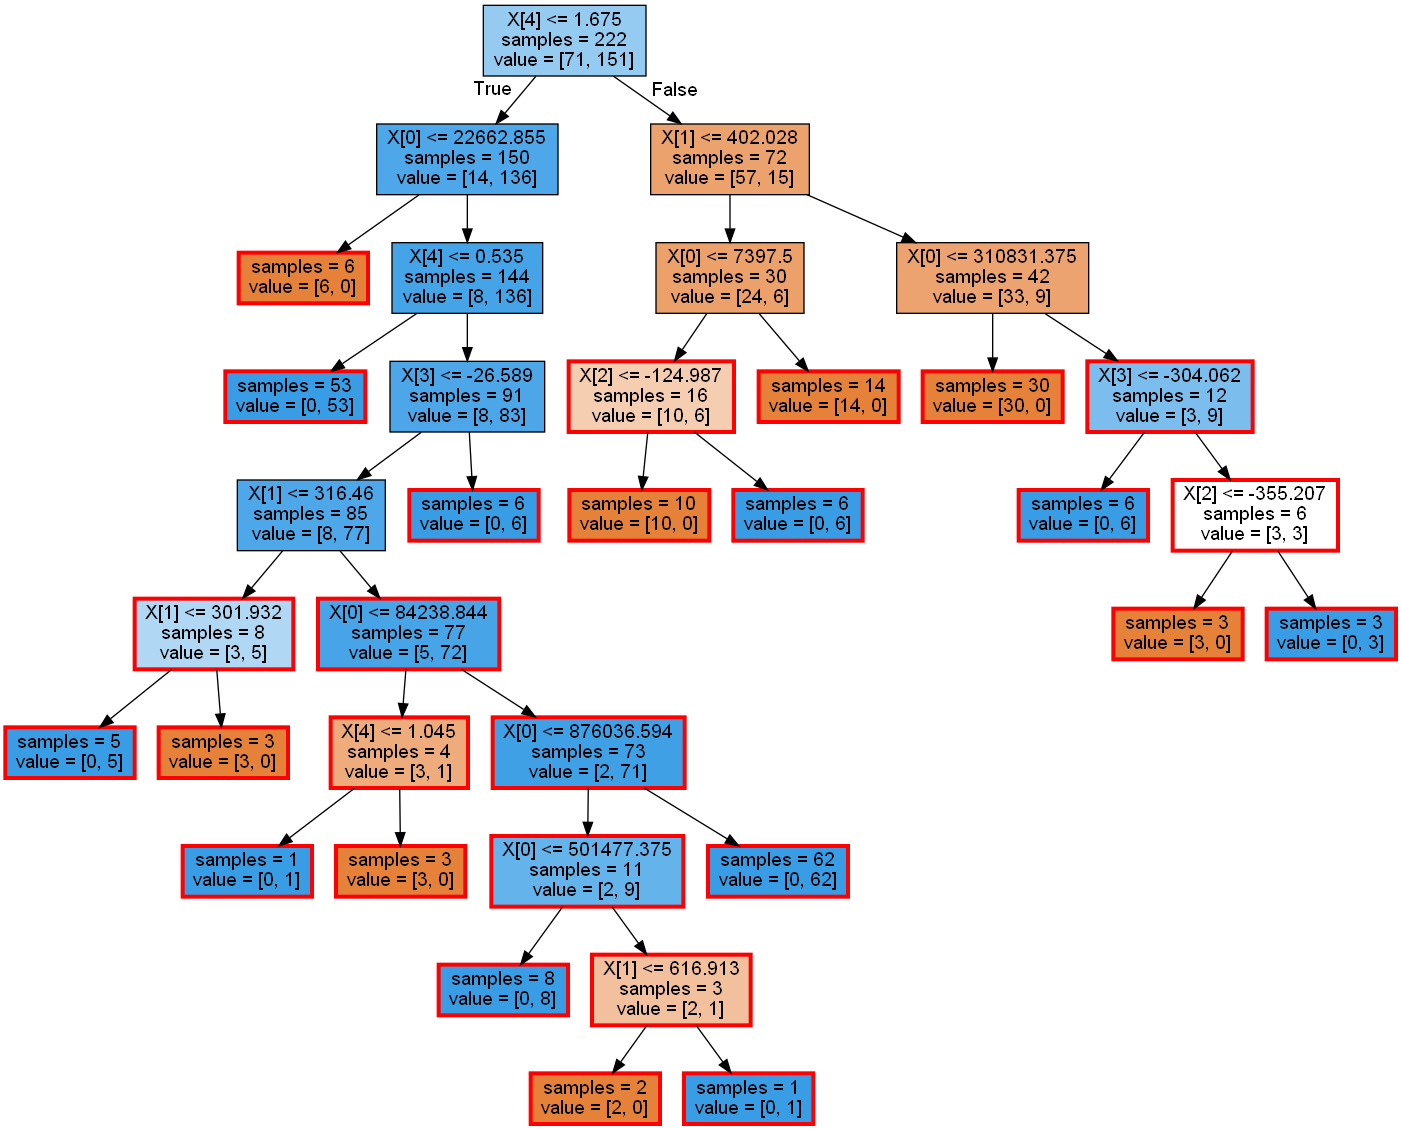 X[4] <= 1.675
samples = 222
value = [71, 151]
True
False
X[0] <= 22662.855
samples = 150
value = [14, 136]
X[1] <= 402.028
samples = 72
value = [57, 15]
samples = 6
value = [6, 0]
X[4] <= 0.535
samples = 144
value = [8, 136]
X[0] <= 7397.5
samples = 30
value = [24, 6]
X[0] <= 310831.375
samples = 42
value = [33, 9]
samples = 53
value = [0, 53]
X[3] <= -26.589
samples = 91
value = [8, 83]
X[2] <= -124.987
samples = 16
value = [10, 6]
samples = 14
value = [14, 0]
samples = 30
value = [30, 0]
X[3] <= -304.062
samples = 12
value = [3, 9]
X[1] <= 316.46
samples = 85
value = [8, 77]
samples = 6
value = [0, 6]
samples = 10
value = [10, 0]
samples = 6
value = [0, 6]
samples = 6
value = [0, 6]
X[2] <= -355.207
samples = 6
value = [3, 3]
X[1] <= 301.932
samples = 8
value = [3, 5]
X[0] <= 84238.844
samples = 77
value = [5, 72]
samples = 3
value = [3, 0]
samples = 3
value = [0, 3]
samples = 5
value = [0, 5]
samples = 3
value = [3, 0]
X[4] <= 1.045
samples = 4
value = [3, 1]
X[0] <= 876036.594
samples = 73
value = [2, 71]
samples = 1
value = [0, 1]
samples = 3
value = [3, 0]
X[0] <= 501477.375
samples = 11
value = [2, 9]
samples = 62
value = [0, 62]
samples = 8
value = [0, 8]
X[1] <= 616.913
samples = 3
value = [2, 1]
samples = 2
value = [2, 0]
samples = 1
value = [0, 1]